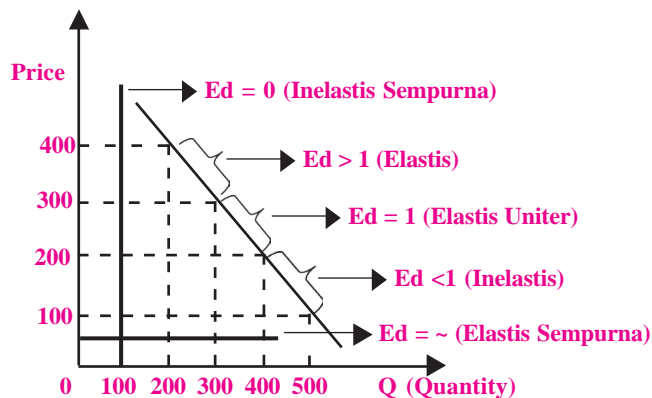 Price
Ed = 0 (Inelastis Sempurna)
400
Ed > 1 (Elastis)
300
Ed = 1 (Elastis Uniter)
200
Ed <1 (Inelastis)
100
Ed = ~ (Elastis Sempurna)
0 100 200 300 400 500 Q (Quantity)